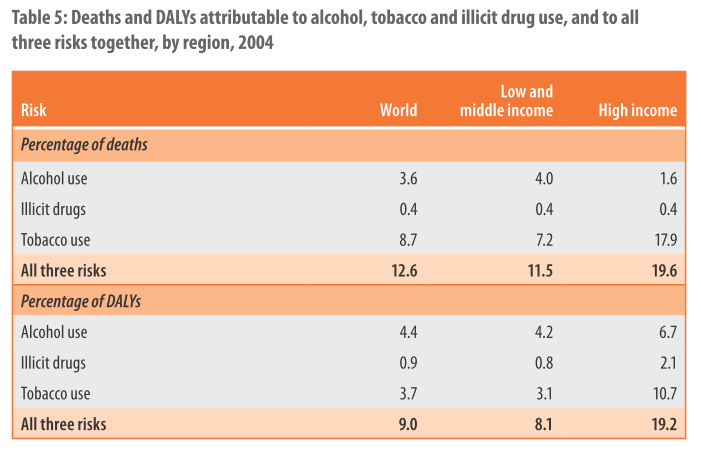 Table 5: Deaths and DALYs attributable to alcohol, tobacco and illicit drug use, and to all
three risks together, by region, 2004
Risk World Low and middle income High income
Percentage of deaths
Alcohol use 3.6 4.0 1.6
Illicit drugs 0.4 0.4 0.4
Tobacco use 8.7 7.2 17.9
All three risks 12.6 11.5 19.6
Percentage of DALYs
Alcohol use 4.4 4.2 6.7
Illicit drugs 0.9 0.8 2.1
Tobacco use 3.7 3.1 10.7
All three risks 9.0 8.1 19.2